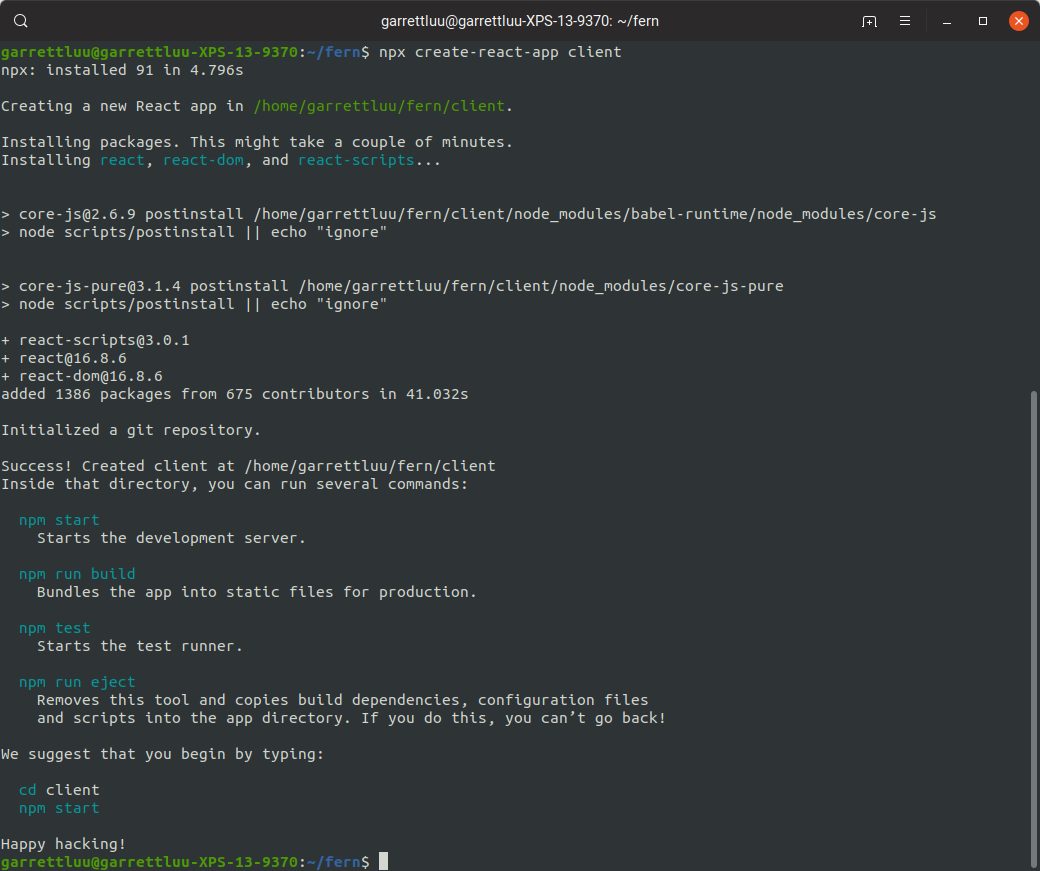 garrettluu@garrettluu-XPS-13-9370: ~/fern
garrettluu@garrettluu-XPS-13-9370:~/fern$ npx create-react-app client
npx: installed 91 in 4.796s
Creating a new React app in /home/garrettluu/fern/client.
Installing packages. This might take a couple of minutes.
Installing react, react-dom, and react-scripts...
> core-js@2.6.9 postinstall /home/garrettluu/fern/client/node_modules/babel-runtime/node_modules/core-js
> node scripts/postinstall || echo "ignore"
> core-js-pure@3.1.4 postinstall /home/garrettluu/fern/client/node_modules/core-js-pure
> node scripts/postinstall || echo "ignore"
+ react-scripts@3.0.1
+ react@16.8.6
+ react-dom@16.8.6
added 1386 packages from 675 contributors in 41.032s
Initialized a git repository.
Success! Created client at /home/garrettluu/fern/client
Inside that directory, you can run several commands:
npm start
Starts the development server.
npm run build
Bundles the app into static files for production.
npm test
Starts the test runner.
npm run eject
Removes this tool and copies build dependencies, configuration files
and scripts into the app directory. If you do this, you can’t go back!
We suggest that you begin by typing:
cd client
npm start
Happy hacking!
garrettluu@garrettluu-XPS-13-9370:~/fern$